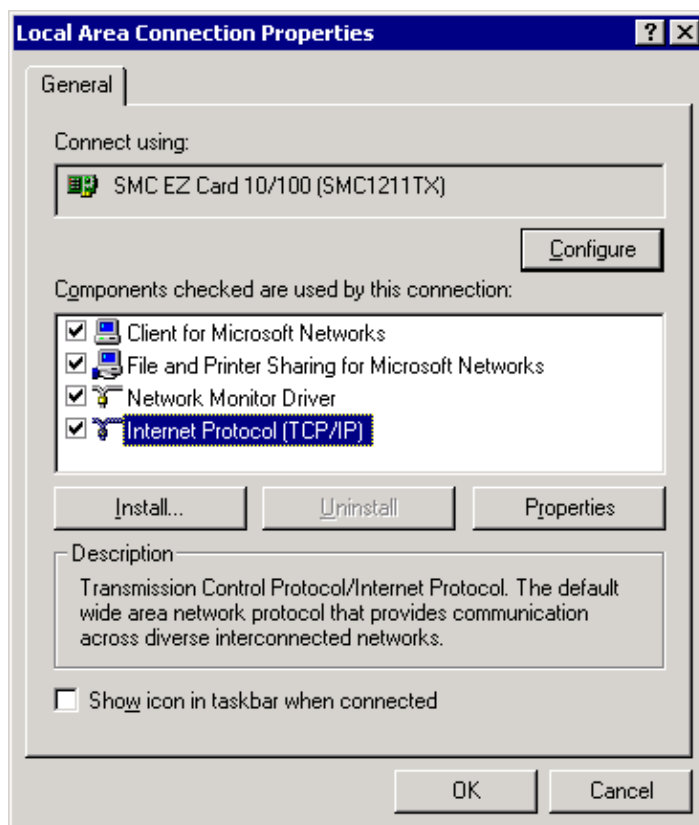 Local Area Connection Properties
General
Connect using:
SMC EZ Card 10/100 (SMC1211TX)
Configure
Components checked are used by this connection:
Client for Microsoft Networks
File and Printer Sharing for Microsoft Networks
Network Monitor Driver
Internet Protocol (TCP/IP)
Install... Uninstall Properties
Description
Transmission Control Protocol/Internet Protocol. The default
wide area network protocol that provides communication
across diverse interconnected networks.
Show icon in taskbar when connected
OK Cancel